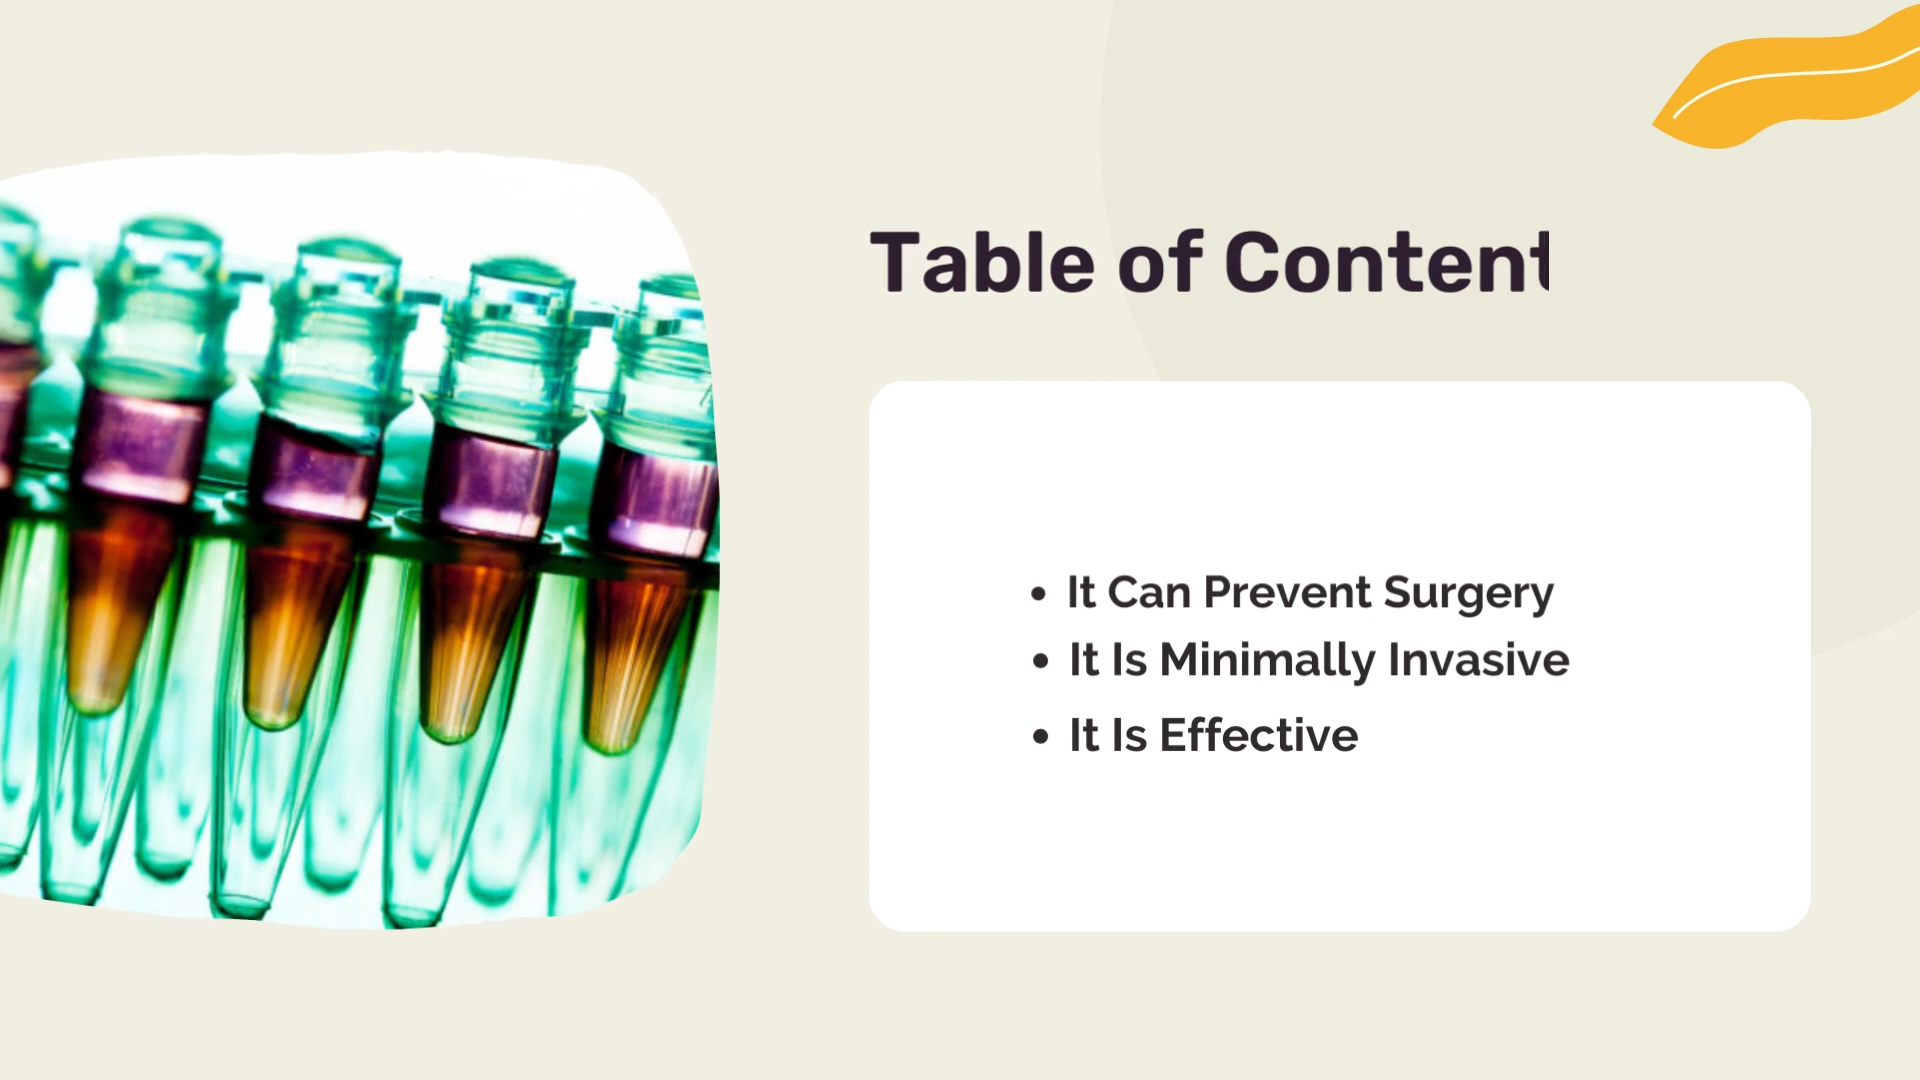 Table of Content
• It Can Prevent Surgery
• It Is Minimally Invasive
• It Is Effective